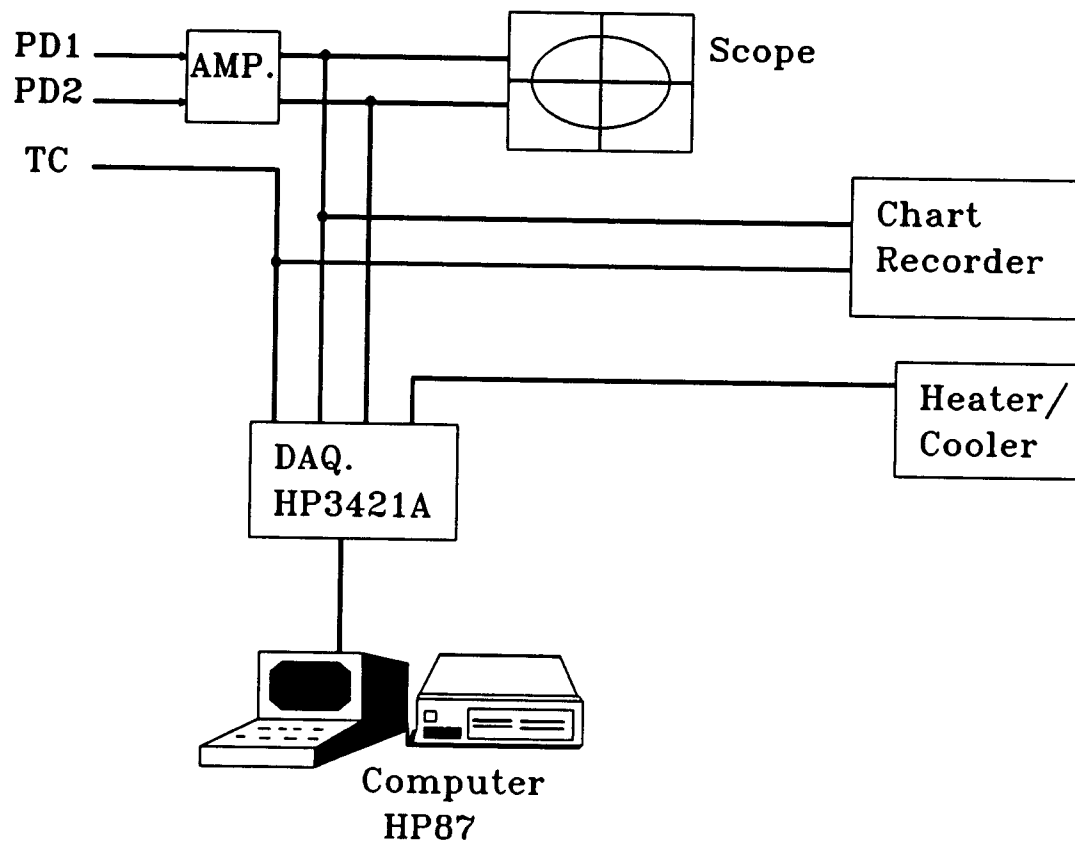 PD1
PD2
TC
AMP.
Scope
Chart
Recorder
Heater/
Cooler
DAQ.
HP3421A
Computer
HP87